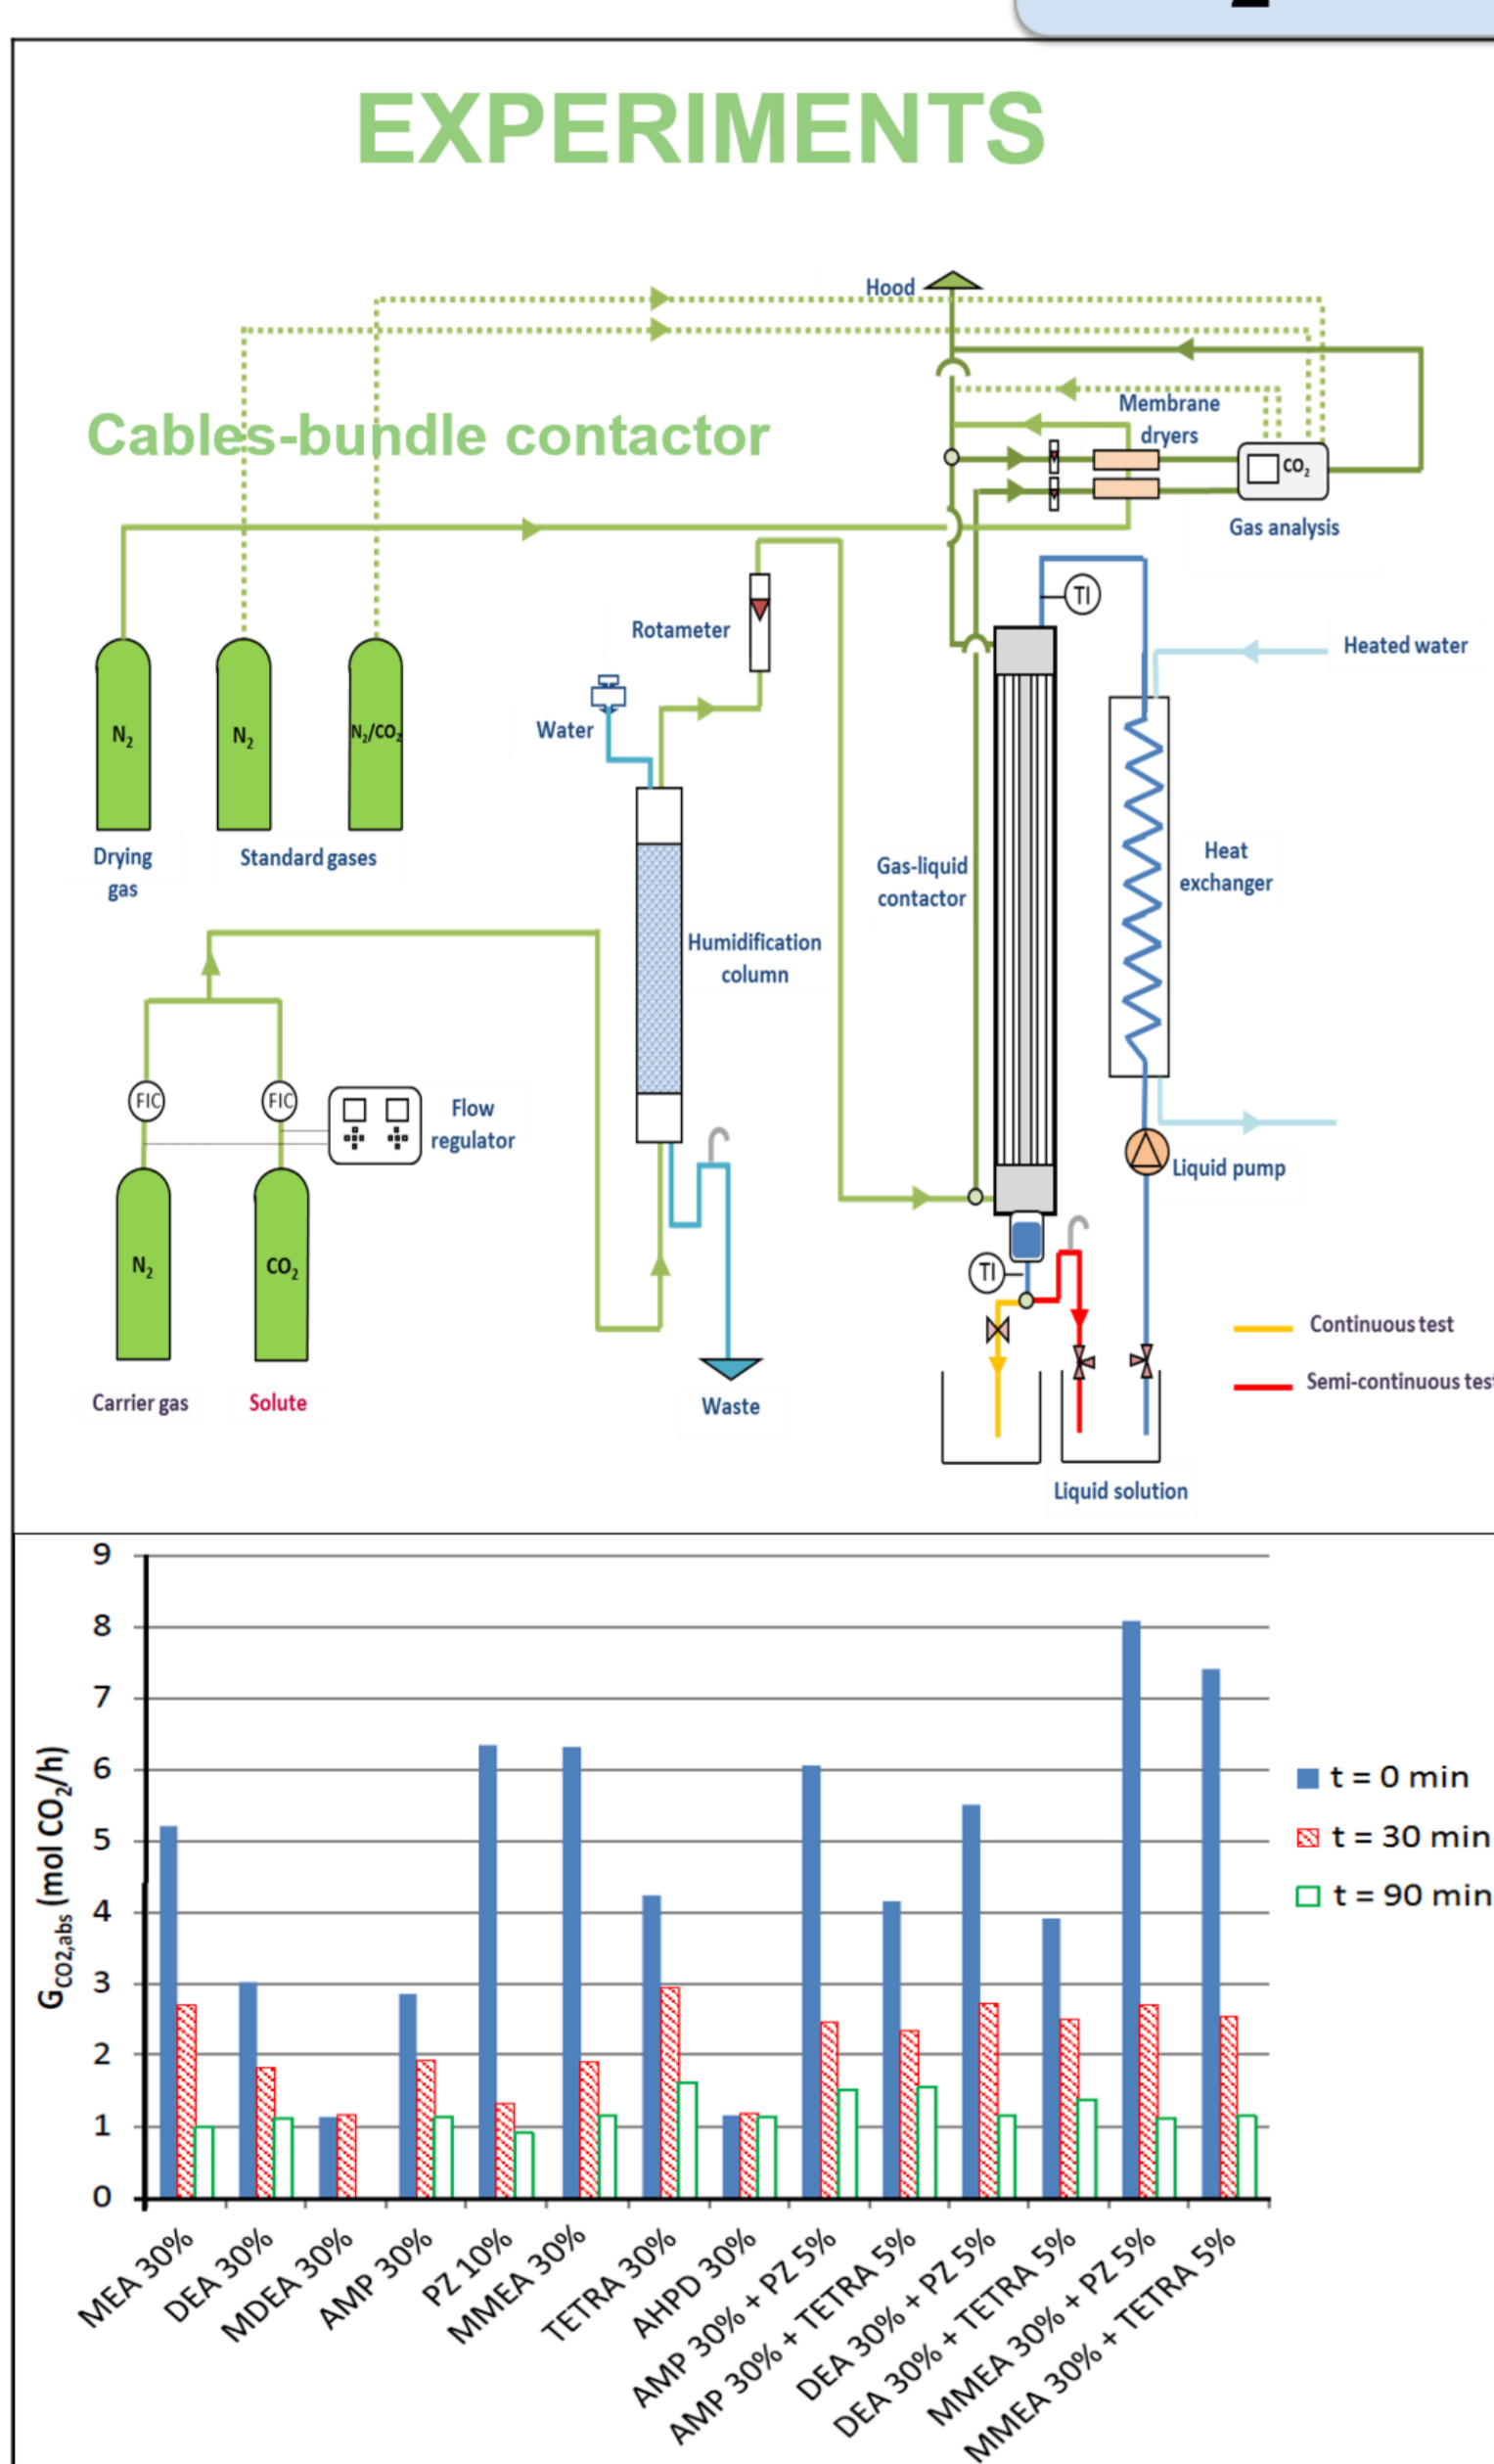 EXPERIMENTS
Hood
Cables-bundle contactor
Membrane
dryers
CO2
Gas analysis
TI
Rotameter
Heated water
Water
N2
N2
N2/CO2
Drying
gas
Standard gases
Gas-liquid
contactor
Heat
exchanger
Humidification
column
FIC
FIC
Flow
regulator
Liquid pump
N2
CO2
TI
Continuous test
Semi-continuous test
Carrier gas
Solute
Waste
Liquid solution
9
8
7
6
5
4
3
2
1
0
GCO2,abs (mol CO2/h)
t = 0 min
t = 30 min
t = 90 min
MEA 30%
DEA 30%
MDEA 30%
AMP 30%
PZ 10%
MMEA 30%
TETRA 30%
AHPD 30%
AMP 30% + PZ 5%
AMP 30% + TETRA 5%
DEA 30% + PZ 5%
DEA 30% + TETRA 5%
MMEA 30% + PZ 5%
MMEA 30% + TETRA 5%